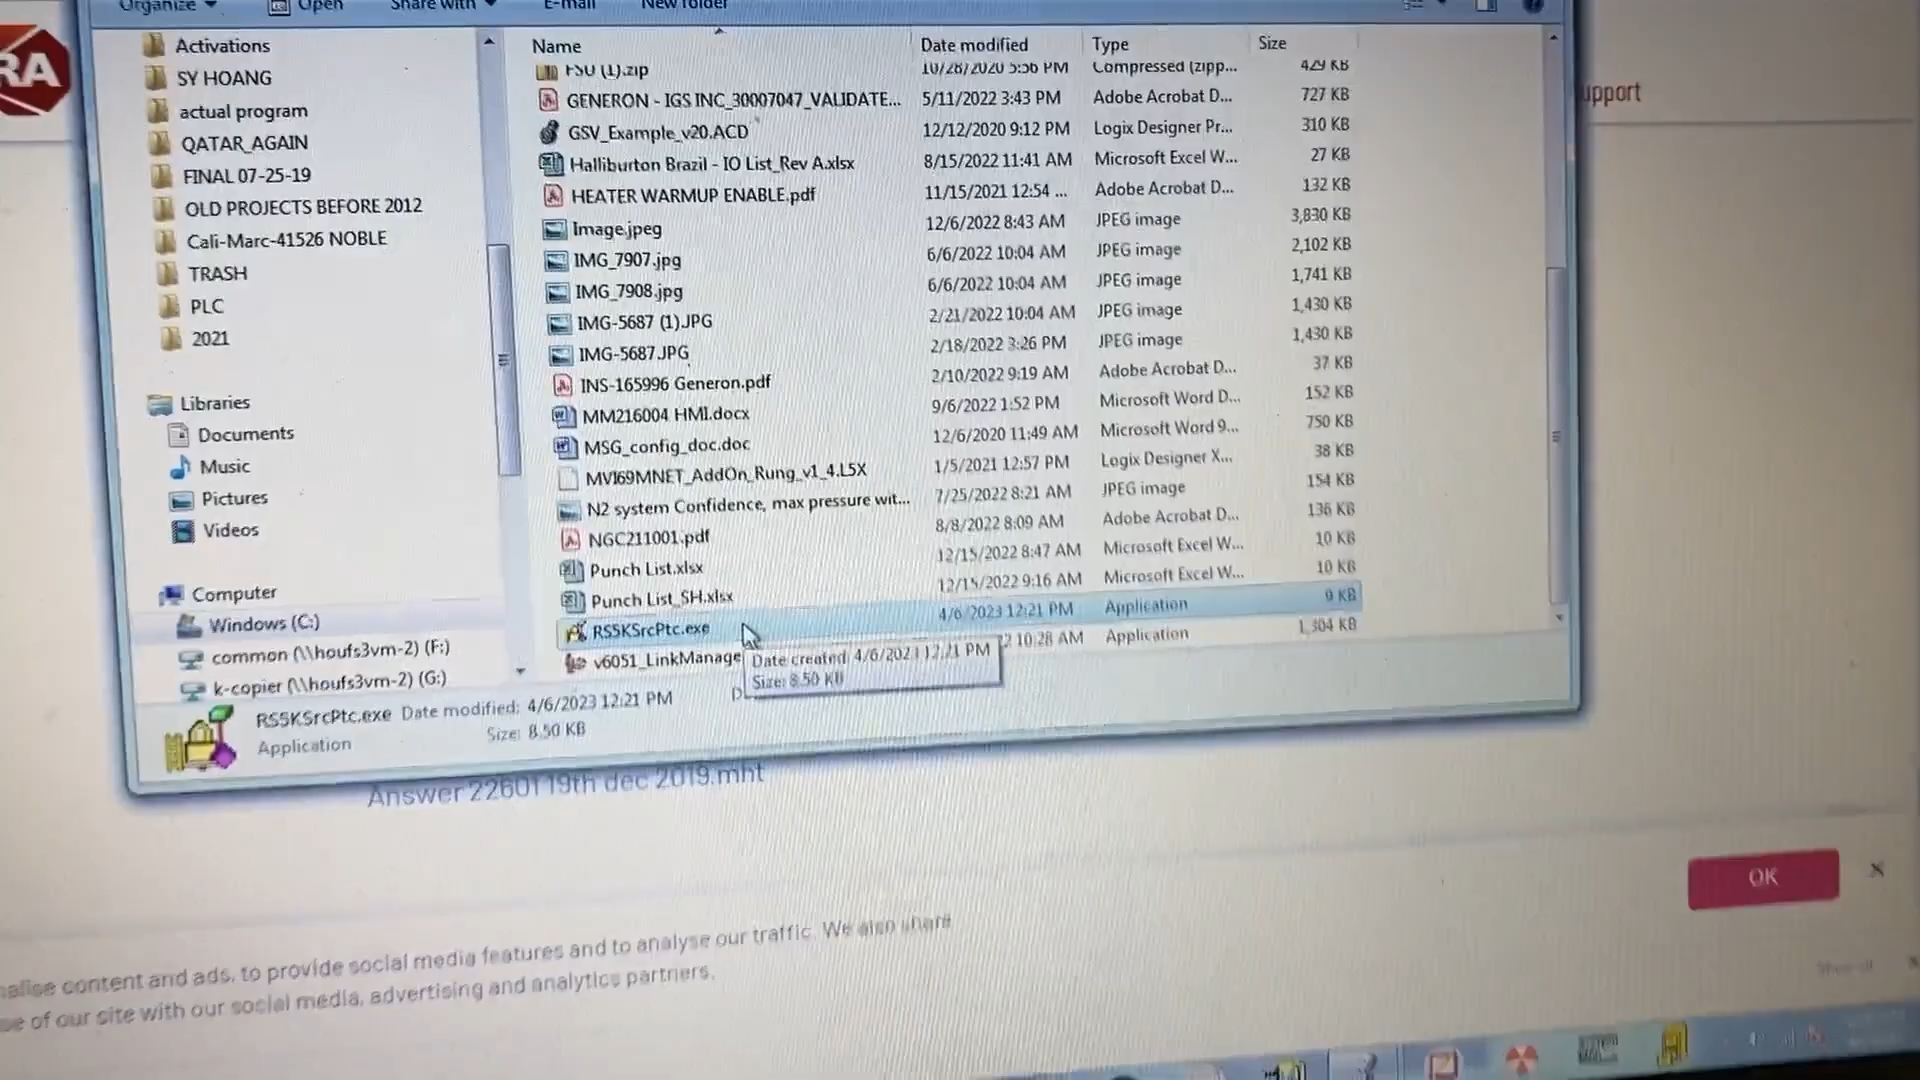 Organize Open Share with E-mail New folder
RA
upport
Activations
SY HOANG
actual program
QATAR_AGAIN
FINAL 07-25-19
OLD PROJECTS BEFORE 2012
Cali-Marc-41526 NOBLE
TRASH
PLC
2021
Libraries
Documents
Music
Pictures
Videos
Computer
Windows (C:)
common (\\houfs3vm-2) (F:)
k-copier (\\houfs3vm-2) (G:)
Name Date modified Type Size
FSU (1).zip 10/28/2020 5:56 PM Compressed (zipp... 429 KB
GENERON - IGS INC_30007047_VALIDATE... 5/11/2022 3:43 PM Adobe Acrobat D... 727 KB
GSV_Example_v20.ACD 12/12/2020 9:12 PM Logix Designer Pr... 310 KB
Halliburton Brazil - IO List_Rev A.xlsx 8/15/2022 11:41 AM Microsoft Excel W... 27 KB
HEATER WARMUP ENABLE.pdf 11/15/2021 12:54 ... Adobe Acrobat D... 132 KB
Image.jpeg 12/6/2022 8:43 AM JPEG image 3,830 KB
IMG_7907.jpg 6/6/2022 10:04 AM JPEG image 2,102 KB
IMG_7908.jpg 6/6/2022 10:04 AM JPEG image 1,741 KB
IMG-5687 (1).JPG 2/21/2022 10:04 AM JPEG image 1,430 KB
IMG-5687.JPG 2/18/2022 3:26 PM JPEG image 1,430 KB
INS-165996 Generon.pdf 2/10/2022 9:19 AM Adobe Acrobat D... 37 KB
MM216004 HMI.docx 9/6/2022 1:52 PM Microsoft Word D... 152 KB
MSG_config_doc.doc 12/6/2020 11:49 AM Microsoft Word 9... 750 KB
MVI69MNET_AddOn_Rung_v1_4.L5X 1/5/2021 12:57 PM Logix Designer X... 38 KB
N2 system Confidence, max pressure wit... 7/25/2022 8:21 AM JPEG image 154 KB
NGC211001.pdf 8/8/2022 8:09 AM Adobe Acrobat D... 136 KB
Punch List.xlsx 12/15/2022 8:47 AM Microsoft Excel W... 10 KB
Punch List_SH.xlsx 12/15/2022 9:16 AM Microsoft Excel W... 10 KB
RS5KSrcPtc.exe 4/6/2023 12:21 PM Application 9 KB
v6051_LinkManage 2 10:28 AM Application 1,304 KB
Date created: 4/6/2023 12:21 PM
Size: 8.50 KB
RS5KSrcPtc.exe Date modified: 4/6/2023 12:21 PM
Application Size: 8.50 KB
Answer 22601 19th dec 2019.mht
OK
nalise content and ads, to provide social media features and to analyse our traffic. We also share
se of our site with our social media, advertising and analytics partners.